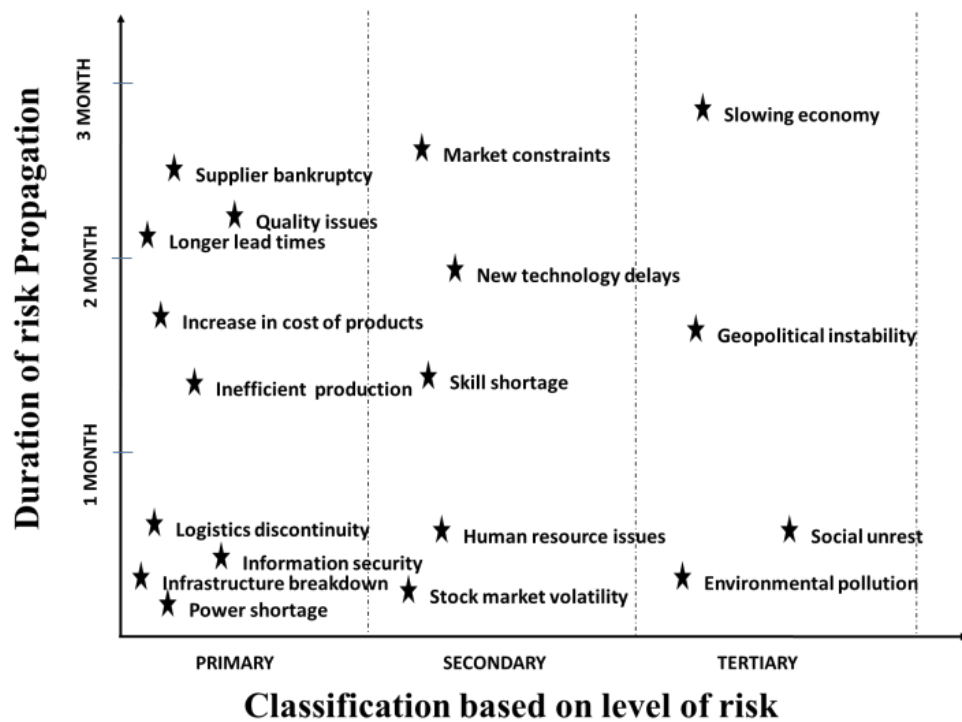 Duration of risk Propagation
3 MONTH
2 MONTH
1 MONTH
Slowing economy
Market constraints
Supplier bankruptcy
Quality issues
Longer lead times
New technology delays
Increase in cost of products
Geopolitical instability
Inefficient production
Skill shortage
Logistics discontinuity
Human resource issues
Social unrest
Information security
Infrastructure breakdown
Environmental pollution
Stock market volatility
Power shortage
PRIMARY
SECONDARY
TERTIARY
Classification based on level of risk